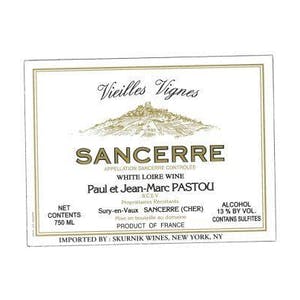 Vieilles Vignes
SANCERRE
APPELLATION SANCERRE CONTRÔLÉE
WHITE LOIRE WINE
Paul et Jean-Marc PASTOU
Propriétaires Récoltants
NET CONTENTS 750 ML
Sury-en-Vaux SANCERRE (CHER)
Mise en bouteille au domaine
PRODUCT OF FRANCE
ALCOHOL
13 % BY VOL.
CONTAINS SULFITES
IMPORTED BY : SKURNIK WINES, NEW YORK, NY